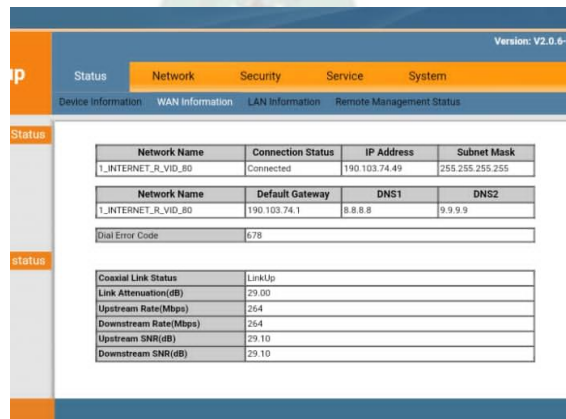 Version: V2.0.6-
up
Status Network Security Service System
Device Information WAN Information LAN Information Remote Management Status
Status
Network Name Connection Status IP Address Subnet Mask
1_INTERNET_R_VID_80 Connected 190.103.74.49 255.255.255.255
Network Name Default Gateway DNS1 DNS2
1_INTERNET_R_VID_80 190.103.74.1 8.8.8.8 9.9.9.9
Dial Error Code 678
status
Coaxial Link Status LinkUp
Link Attenuation(dB) 29.00
Upstream Rate(Mbps) 264
Downstream Rate(Mbps) 264
Upstream SNR(dB) 29.10
Downstream SNR(dB) 29.10